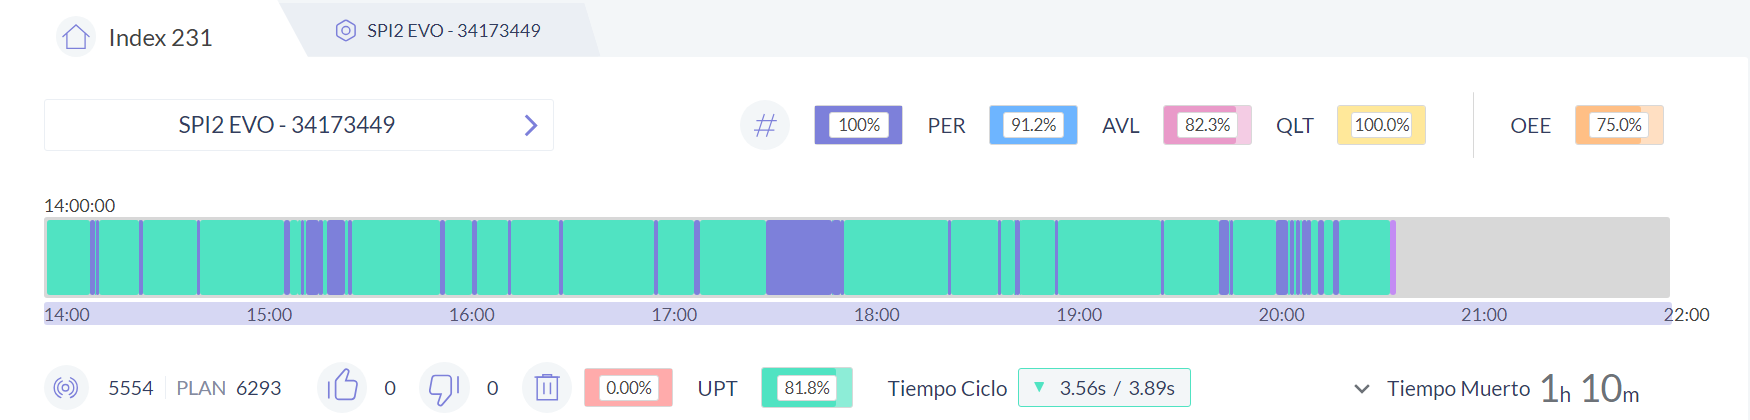 Index 231 SPI2 EVO - 34173449
SPI2 EVO - 34173449 # 100% PER 91.2% AVL 82.3% QLT 100.0% OEE 75.0%
14:00:00
14:00 15:00 16:00 17:00 18:00 19:00 20:00 21:00 22:00
5554 PLAN 6293 0 0 0.00% UPT 81.8% Tiempo Ciclo 3.56s / 3.89s Tiempo Muerto 1h 10m